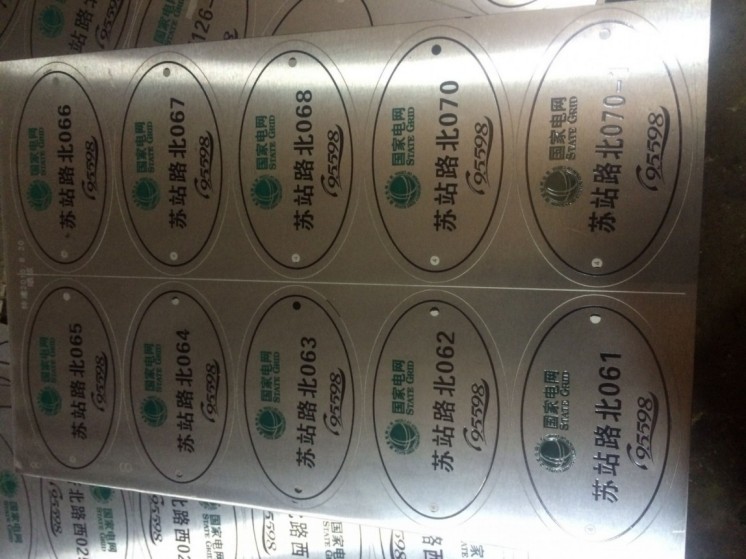 国家电网
STATE GRID
苏站路北066
95598
国家电网
STATE GRID
苏站路北067
95598
国家电网
STATE GRID
苏站路北068
95598
国家电网
STATE GRID
苏站路北070
95598
国家电网
STATE GRID
苏站路北070-1
95598
国家电网
STATE GRID
苏站路北065
95598
国家电网
STATE GRID
苏站路北064
95598
国家电网
STATE GRID
苏站路北063
95598
国家电网
STATE GRID
苏站路北062
95598
国家电网
STATE GRID
苏站路北061
95598